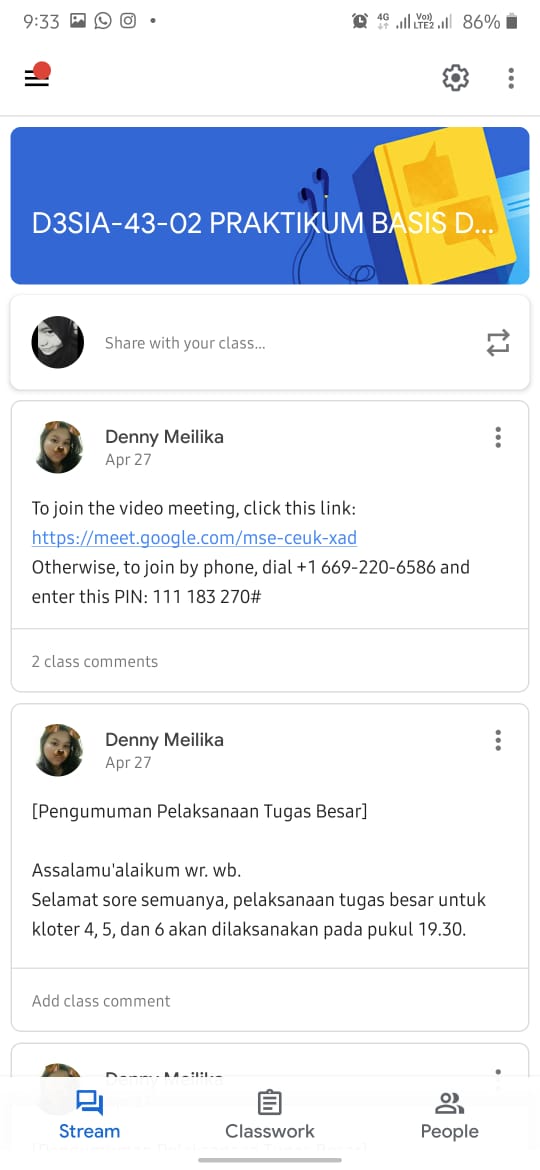 9:33
4G
Vo))
LTE2
86%
D3SIA-43-02 PRAKTIKUM BASIS D...
Share with your class...
Denny Meilika
Apr 27
To join the video meeting, click this link:
https://meet.google.com/mse-ceuk-xad
Otherwise, to join by phone, dial +1 669-220-6586 and
enter this PIN: 111 183 270#
2 class comments
Denny Meilika
Apr 27
[Pengumuman Pelaksanaan Tugas Besar]
Assalamu'alaikum wr. wb.
Selamat sore semuanya, pelaksanaan tugas besar untuk
kloter 4, 5, dan 6 akan dilaksanakan pada pukul 19.30.
Add class comment
Denny Meilika
Stream
Classwork
People